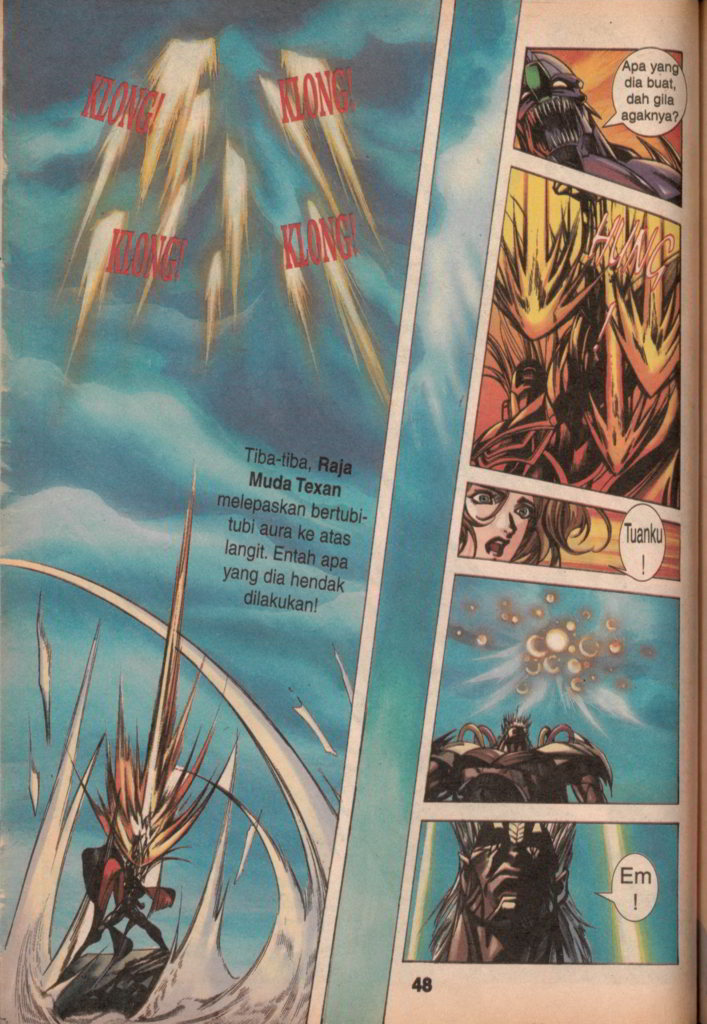 KLONG!
KLONG!
KLONG!
KLONG!
Tiba-tiba, Raja
Muda Texan
melepaskan bertubi-
tubi aura ke atas
langit. Entah apa
yang dia hendak
dilakukan!
Apa yang
dia buat,
dah gila
agaknya?
HUNG
!
Tuanku
!
Em
!
48